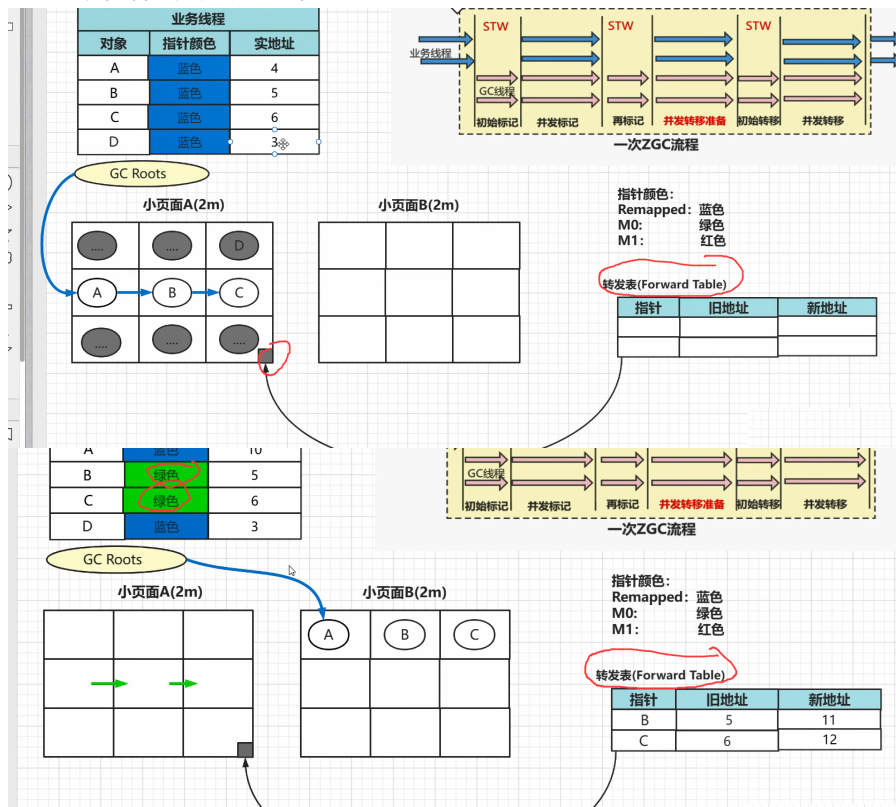 业务线程
对象 指针颜色 实地址
A 蓝色 4
B 蓝色 5
C 蓝色 6
D 蓝色 3
STW STW STW
业务线程
GC线程
初始标记 并发标记 再标记 并发转移准备 初始转移 并发转移
一次ZGC流程
GC Roots
小页面A(2m) 小页面B(2m)
.... .... D
A B C
.... .... ....
指针颜色：
Remapped：蓝色
M0: 绿色
M1: 红色
转发表(Forward Table)
指针 旧地址 新地址
A 蓝色 10
B 绿色 5
C 绿色 6
D 蓝色 3
GC线程
初始标记 并发标记 再标记 并发转移准备 初始转移 并发转移
一次ZGC流程
GC Roots
小页面A(2m) 小页面B(2m)
A B C
指针颜色：
Remapped：蓝色
M0: 绿色
M1: 红色
转发表(Forward Table)
指针 旧地址 新地址
B 5 11
C 6 12